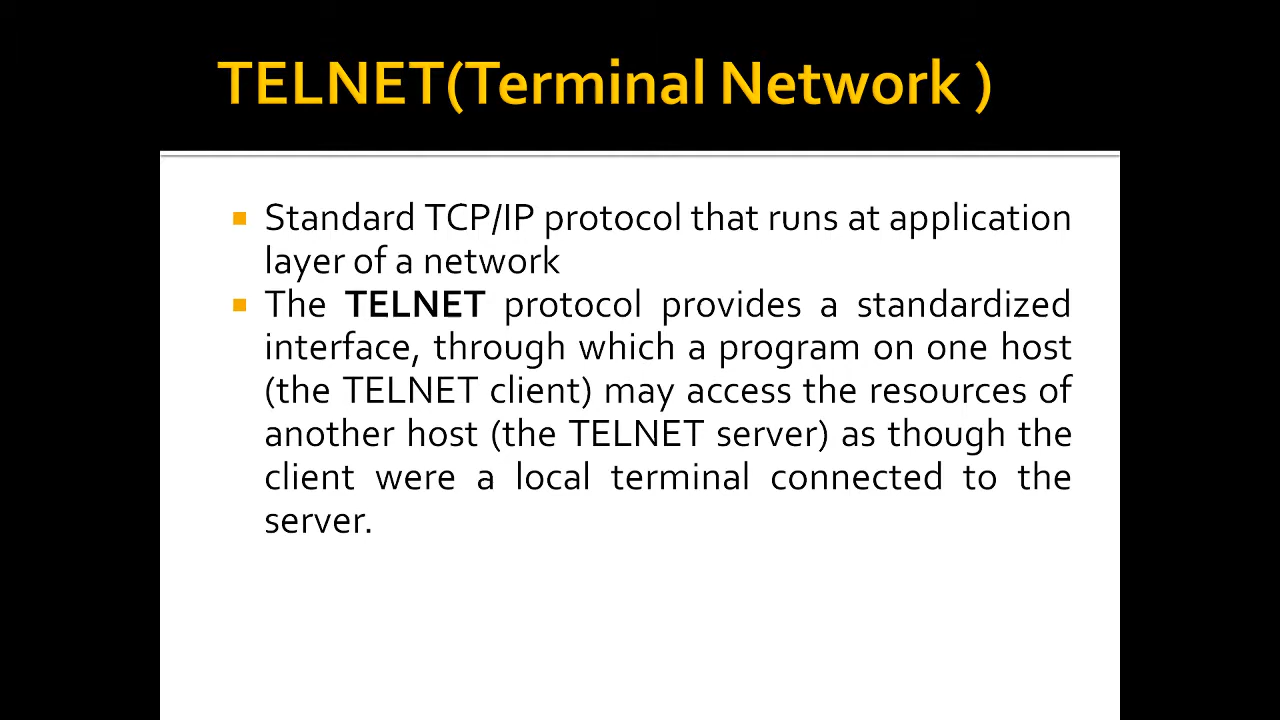 TELNET(Terminal Network )
Standard TCP/IP protocol that runs at application
layer of a network
The TELNET protocol provides a standardized
interface, through which a program on one host
(the TELNET client) may access the resources of
another host (the TELNET server) as though the
client were a local terminal connected to the
server.